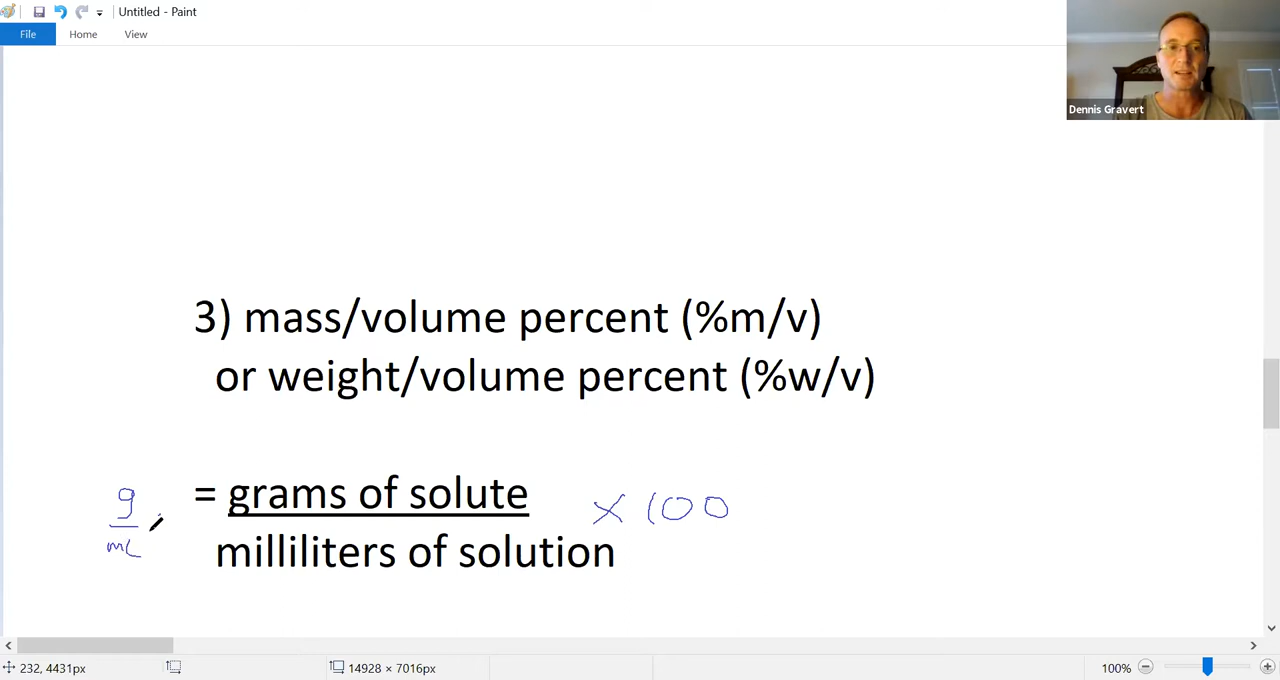 Untitled - Paint
File Home View
Dennis Gravert
3) mass/volume percent (%m/v)
or weight/volume percent (%w/v)
g
mL
= grams of solute
milliliters of solution
x 100
232, 4431px
14928 × 7016px
100%